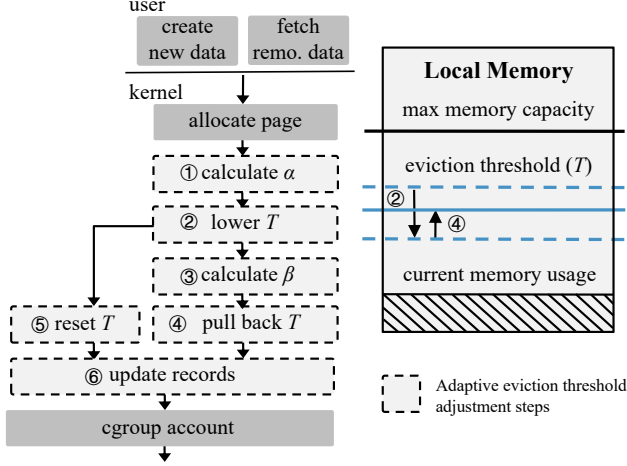 user
create
new data
fetch
remo. data
kernel
allocate page
① calculate α
② lower T
③ calculate β
⑤ reset T
④ pull back T
⑥ update records
cgroup account
Local Memory
max memory capacity
eviction threshold (T)
②
④
current memory usage
Adaptive eviction threshold
adjustment steps